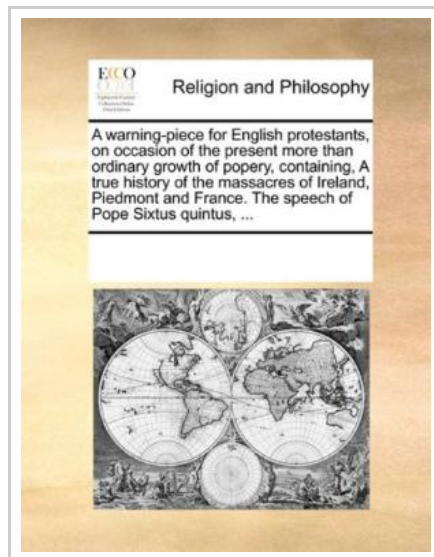 ECCO
Religion and Philosophy
A warning-piece for English protestants,
on occasion of the present more than
ordinary growth of popery, containing, A
true history of the massacres of Ireland,
Piedmont and France. The speech of
Pope Sixtus quintus, ...